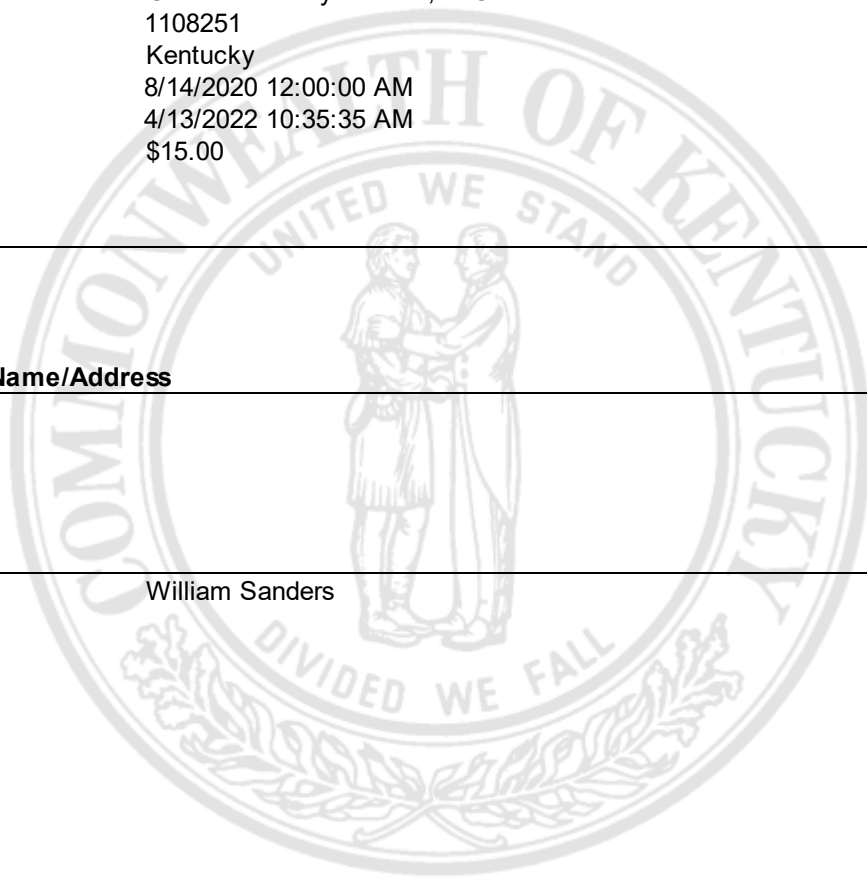 1108251
Kentucky
8/14/2020 12:00:00 AM
4/13/2022 10:35:35 AM
$15.00
Name/Address
William Sanders
COMMONWEALTH OF KENTUCKY
UNITED WE STAND
DIVIDED WE FALL